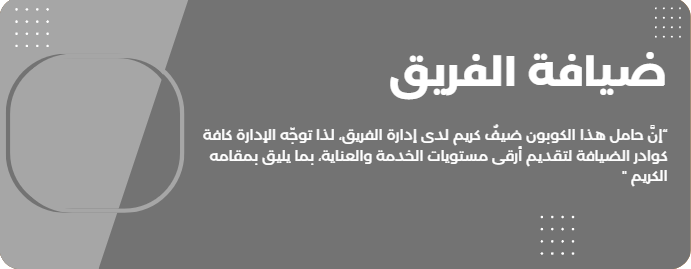 ضيافة الفريق
"إنَّ حامل هذا الكوبون ضيفٌ كريم لدى إدارة الفريق، لذا توجّه الإدارة كافة
كوادر الضيافة لتقديم أرقى مستويات الخدمة والعناية، بما يليق بمقامه
الكريم "